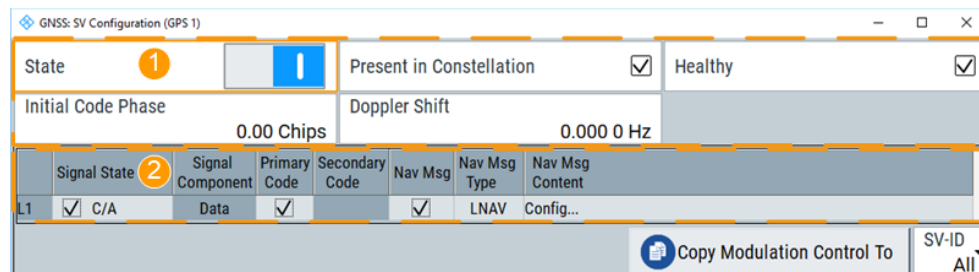 GNSS: SV Configuration (GPS 1)
State 1 Present in Constellation Healthy
Initial Code Phase Doppler Shift
0.00 Chips 0.000 0 Hz
Signal State 2 Signal Component Primary Code Secondary Code Nav Msg Nav Msg Type Nav Msg Content
L1 C/A Data LNAV Config...
Copy Modulation Control To SV-ID
All